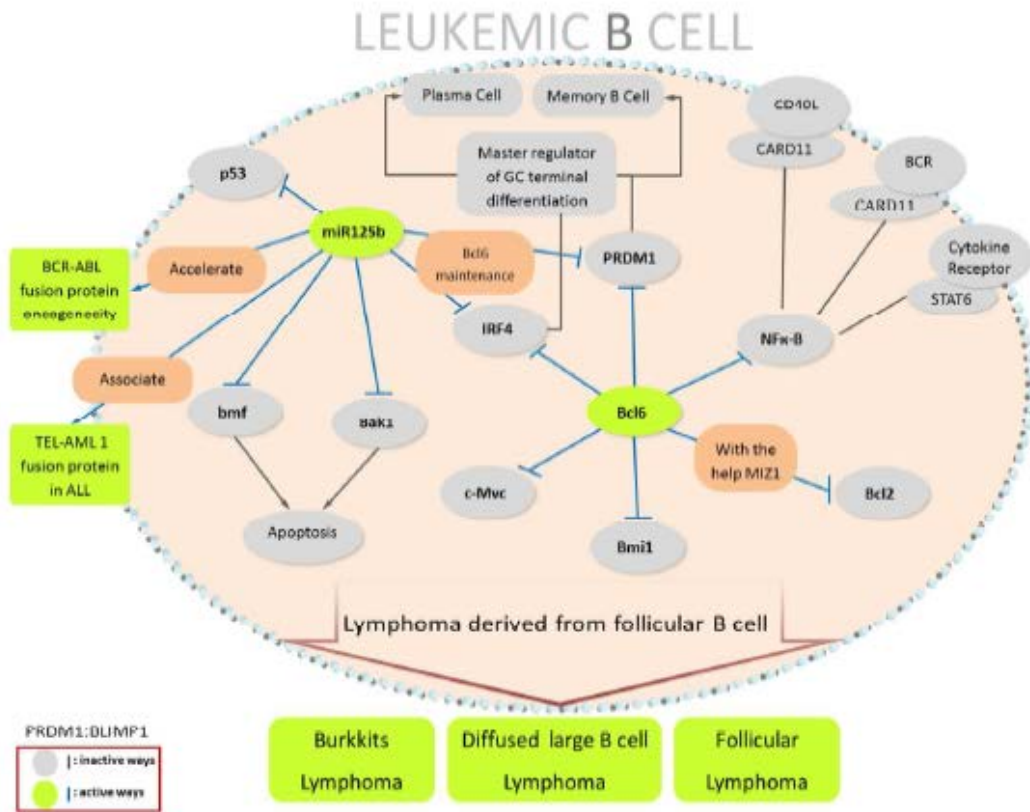 LEUKEMIC B CELL
Plasma Cell
Memory B Cell
CD40L
CARD11
BCR
CARD11
Cytokine
Receptor
STAT6
p53
Master regulator
of GC terminal
differentiation
miR125b
BCR-ABL
fusion protein
oncogenecity
Accelerate
Bcl6
maintenance
PRDM1
IRF4
NFκ-B
Associate
bmf
Bak1
Bcl6
TEL-AML 1
fusion protein
in ALL
With the
help MIZ1
c-Mvc
Bcl2
Apoptosis
Bmi1
Lymphoma derived from follicular B cell
PRDM1:BLIMP1
: inactive ways
: active ways
Burkkits
Lymphoma
Diffused large B cell
Lymphoma
Follicular
Lymphoma